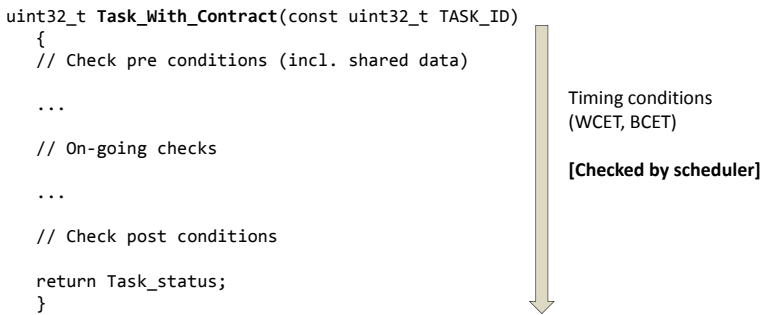 uint32_t Task_With_Contract(const uint32_t TASK_ID)
{
// Check pre conditions (incl. shared data)
...
// On-going checks
...
// Check post conditions
return Task_status;
}
Timing conditions
(WCET, BCET)
[Checked by scheduler]